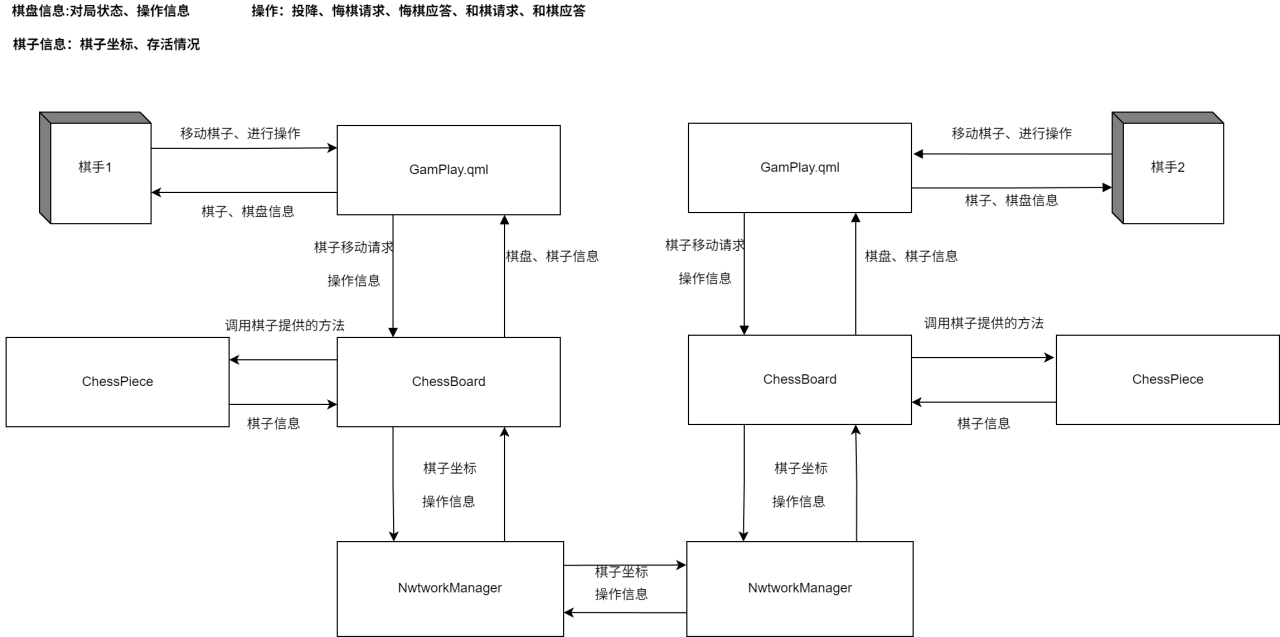 棋盘信息:对局状态、操作信息
操作：投降、悔棋请求、悔棋应答、和棋请求、和棋应答
棋子信息：棋子坐标、存活情况
棋手1
移动棋子、进行操作
棋子、棋盘信息
GamPlay.qml
GamPlay.qml
移动棋子、进行操作
棋子、棋盘信息
棋手2
棋子移动请求
操作信息
棋盘、棋子信息
棋子移动请求
操作信息
棋盘、棋子信息
调用棋子提供的方法
ChessPiece
棋子信息
ChessBoard
ChessBoard
调用棋子提供的方法
棋子信息
ChessPiece
棋子坐标
操作信息
棋子坐标
操作信息
NwtworkManager
棋子坐标
操作信息
NwtworkManager